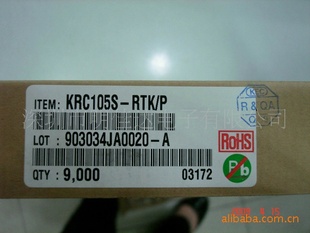 ITEM: KRC105S-RTK/P
R & QA
LOT : 903034JA0020-A
RoHS
Pb
QTY : 9,000
03172
alibaba.com.cn